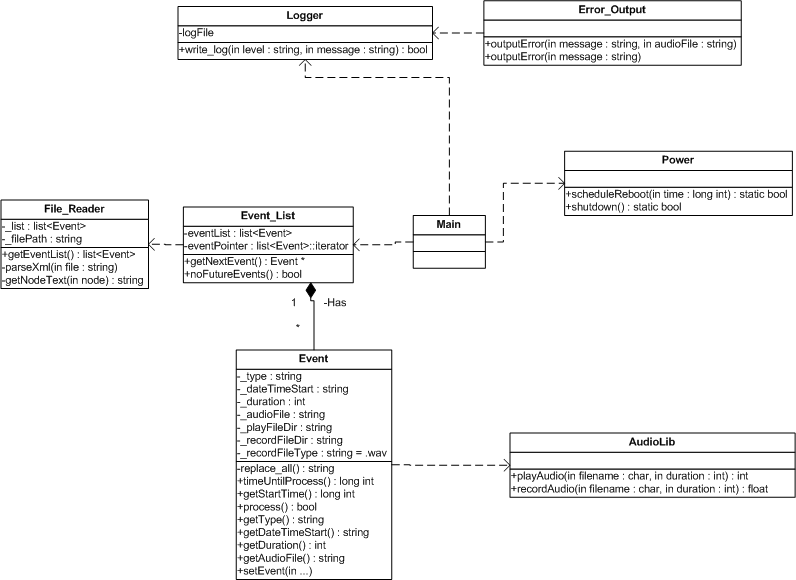 Logger
-logFile
+write_log(in level : string, in message : string) : bool
Error_Output
+outputError(in message : string, in audioFile : string)
+outputError(in message : string)
Power
+scheduleReboot(in time : long int) : static bool
+shutdown() : static bool
File_Reader
-_list : list<Event>
-_filePath : string
+getEventList() : list<Event>
-parseXml(in file : string)
-getNodeText(in node) : string
Event_List
-eventList : list<Event>
-eventPointer : list<Event>::iterator
+getNextEvent() : Event *
+noFutureEvents() : bool
Main
1
-Has
*
Event
-_type : string
-_dateTimeStart : string
-_duration : int
-_audioFile : string
-_playFileDir : string
-_recordFileDir : string
-_recordFileType : string = .wav
-replace_all() : string
+timeUntilProcess() : long int
+getStartTime() : long int
+process() : bool
+getType() : string
+getDateTimeStart() : string
+getDuration() : int
+getAudioFile() : string
+setEvent(in ...)
AudioLib
+playAudio(in filename : char, in duration : int) : int
+recordAudio(in filename : char, in duration : int) : float